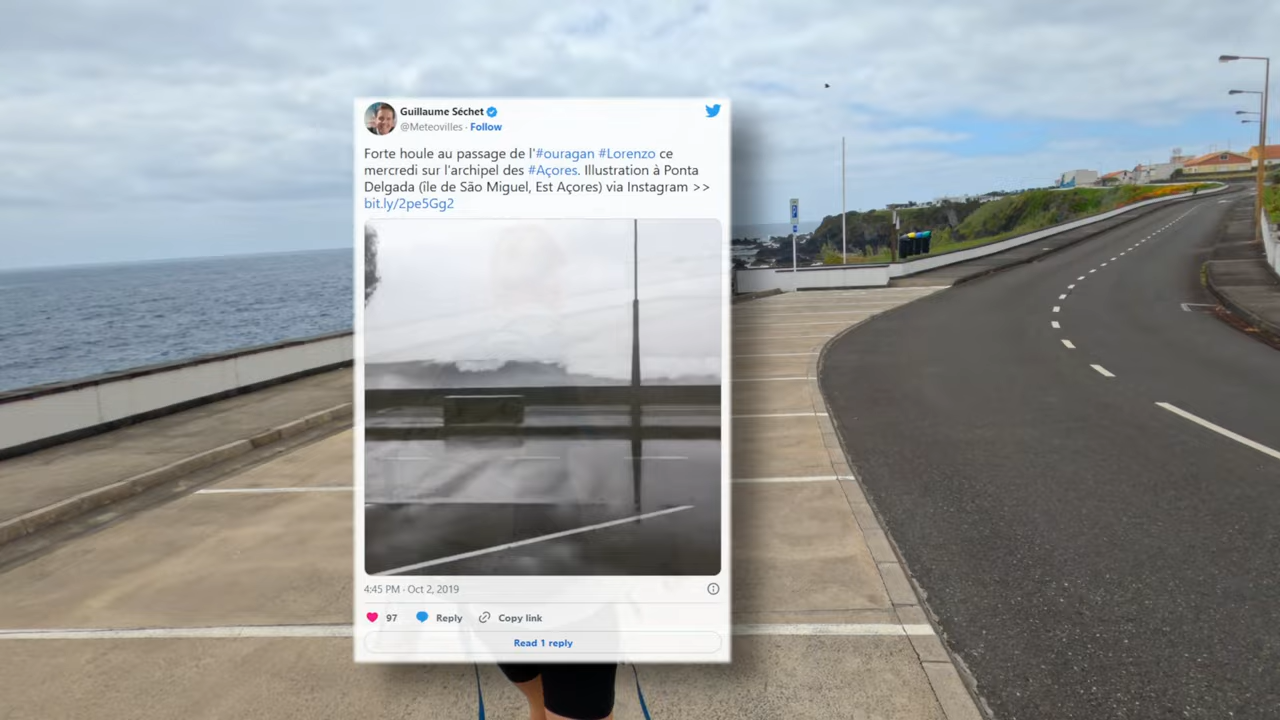 Guillaume Séchet
@Meteovilles · Follow
Forte houle au passage de l'#ouragan #Lorenzo ce
mercredi sur l'archipel des #Açores. Illustration à Ponta
Delgada (île de São Miguel, Est Açores) via Instagram >>
bit.ly/2pe5Gg2
4:45 PM · Oct 2, 2019
97 Reply Copy link
Read 1 reply
P